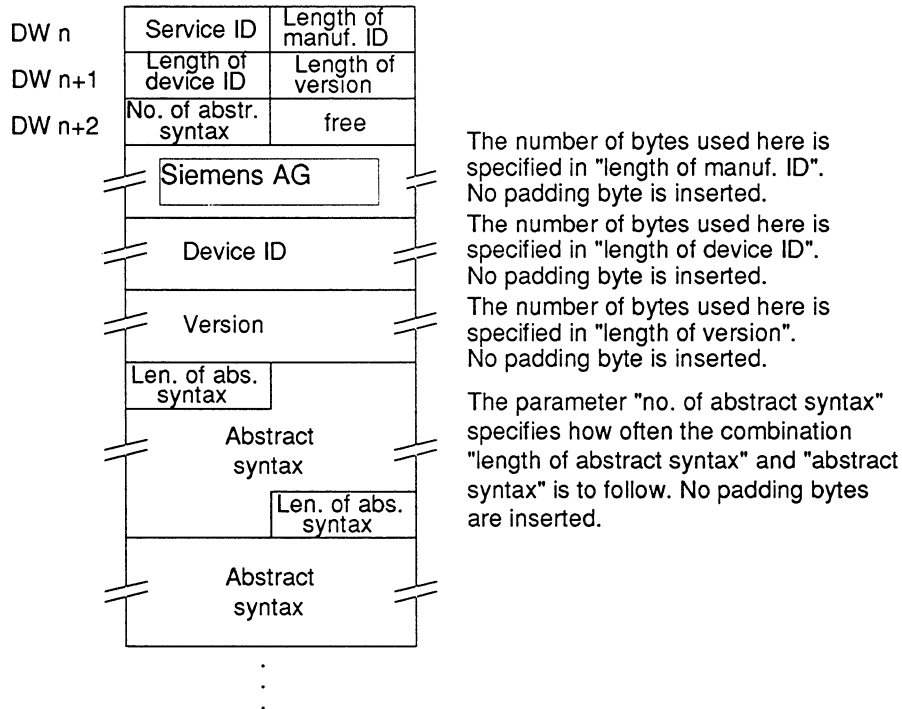 DW n
Service ID
Length of
manuf. ID
DW n+1
Length of
device ID
Length of
version
DW n+2
No. of abstr.
syntax
free
Siemens AG
The number of bytes used here is
specified in "length of manuf. ID".
No padding byte is inserted.
Device ID
The number of bytes used here is
specified in "length of device ID".
No padding byte is inserted.
Version
The number of bytes used here is
specified in "length of version".
No padding byte is inserted.
Len. of abs.
syntax
Abstract
syntax
Len. of abs.
syntax
The parameter "no. of abstract syntax"
specifies how often the combination
"length of abstract syntax" and "abstract
syntax" is to follow. No padding bytes
are inserted.
Abstract
syntax